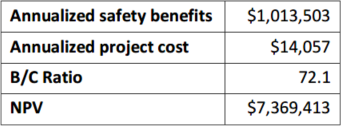 Annualized safety benefits $1,013,503
Annualized project cost $14,057
B/C Ratio 72.1
NPV $7,369,413